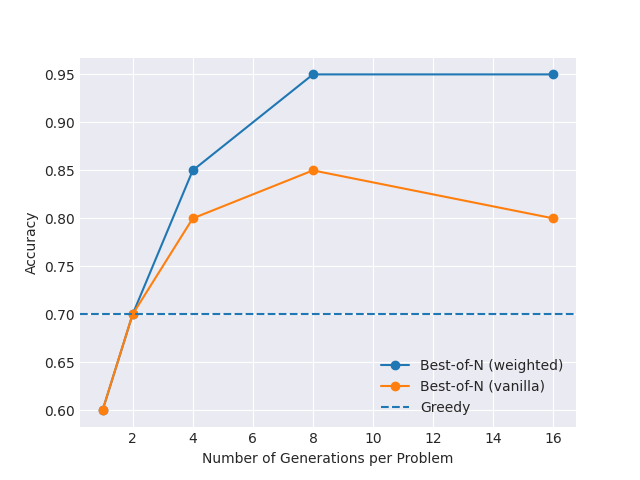 0.95
0.90
0.85
0.80
0.75
0.70
0.65
0.60
Accuracy
2 4 6 8 10 12 14 16
Number of Generations per Problem
Best-of-N (weighted)
Best-of-N (vanilla)
Greedy